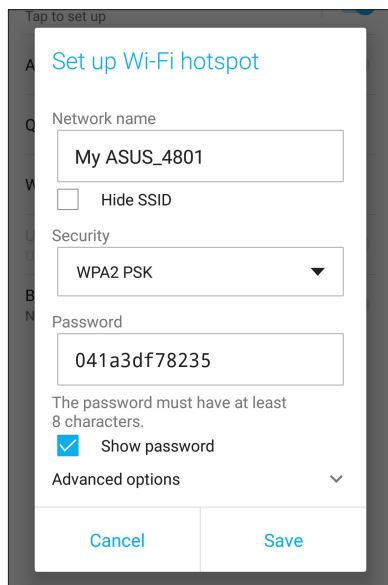 Tap to set up
Set up Wi-Fi hotspot
Network name
My ASUS_4801
Hide SSID
Security
WPA2 PSK
Password
041a3df78235
The password must have at least
8 characters.
Show password
Advanced options
Cancel
Save